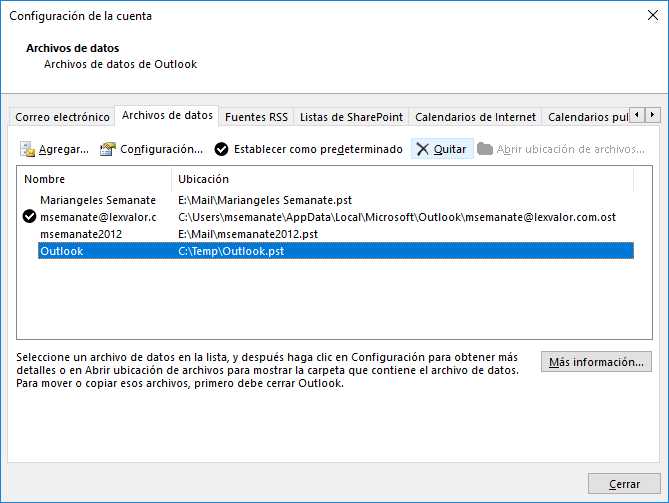 Configuración de la cuenta
Archivos de datos
Archivos de datos de Outlook
Correo electrónico Archivos de datos Fuentes RSS Listas de SharePoint Calendarios de Internet Calendarios pul
Agregar... Configuración... Establecer como predeterminado Quitar Abrir ubicación de archivos...
Nombre Ubicación
Mariangeles Semanate E:\Mail\Mariangeles Semanate.pst
msemanate@lexvalor.c C:\Users\msemanate\AppData\Local\Microsoft\Outlook\msemanate@lexvalor.com.ost
msemanate2012 E:\Mail\msemanate2012.pst
Outlook C:\Temp\Outlook.pst
Seleccione un archivo de datos en la lista, y después haga clic en Configuración para obtener más
detalles o en Abrir ubicación de archivos para mostrar la carpeta que contiene el archivo de datos.
Para mover o copiar esos archivos, primero debe cerrar Outlook.
Más información...
Cerrar